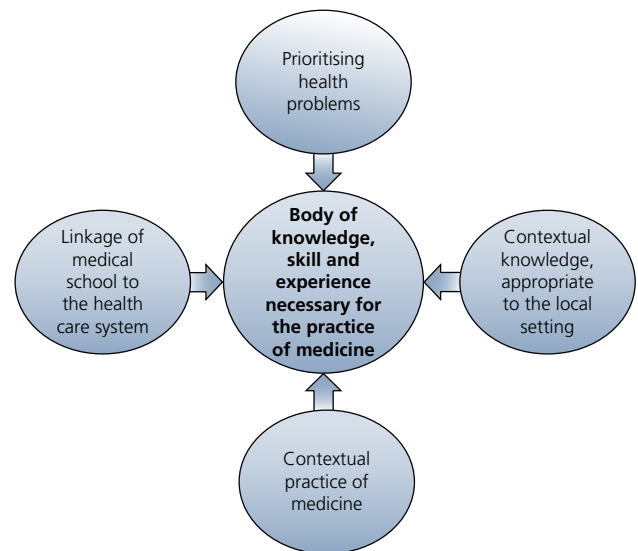 Prioritising
health
problems
Linkage of
medical
school to
the health
care system
Body of
knowledge,
skill and
experience
necessary for
the practice
of medicine
Contextual
knowledge,
appropriate
to the local
setting
Contextual
practice of
medicine